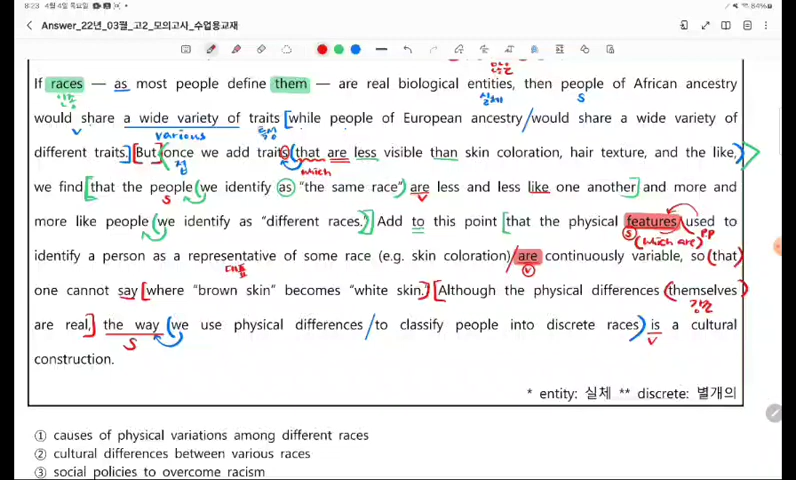 8:23 4월 4일 목요일 84%
Answer_22년_03월_고2_모의고사_수업용교재
If races — as most people define them — are real biological entities, then people of African ancestry
인종 실체 S
would share a wide variety of traits [while people of European ancestry/would share a wide variety of
V various 특징
different traits.] [But] (once we add traits (that are less visible than skin coloration, hair texture, and the like,)
which
we find [that the people (we identify as "the same race") are less and less like one another] and more and
S V
more like people (we identify as "different races.")] Add to this point [that the physical features (used to
S (which are) PP
identify a person as a representative of some race (e.g. skin coloration)/are continuously variable, so (that)
대표 V
one cannot say [where "brown skin" becomes "white skin."] [Although the physical differences (themselves)
강조
are real,] the way (we use physical differences /to classify people into discrete races) is a cultural
S V
construction.
* entity: 실체 ** discrete: 별개의
① causes of physical variations among different races
② cultural differences between various races
③ social policies to overcome racism